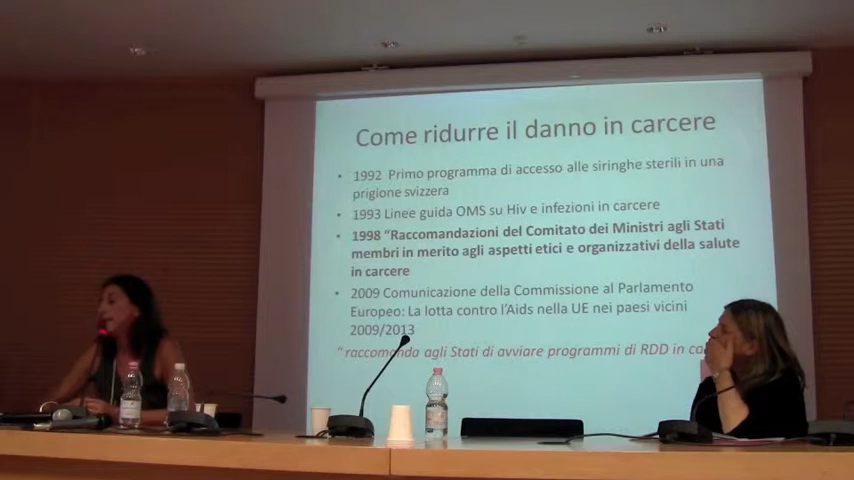 Come ridurre il danno in carcere
• 1992 Primo programma di accesso alle siringhe sterili in una
prigione svizzera
• 1993 Linee guida OMS su Hiv e infezioni in carcere
• 1998 “Raccomandazioni del Comitato dei Ministri agli Stati
membri in merito agli aspetti etici e organizzativi della salute
in carcere
• 2009 Comunicazione della Commissione al Parlamento
Europeo: La lotta contro l’Aids nella UE nei paesi vicini
2009/2013
“ raccomanda agli Stati di avviare programmi di RDD in